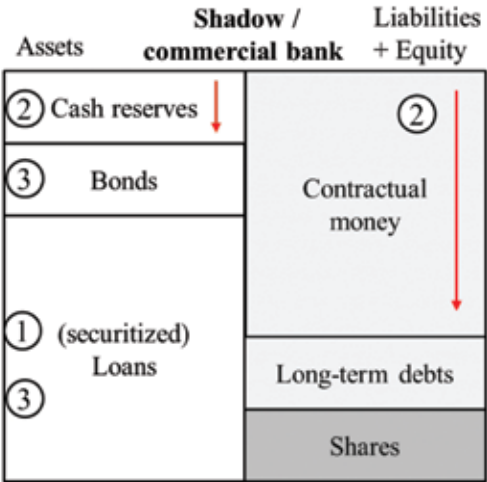 Assets
Shadow /
commercial bank
Liabilities
+ Equity
② Cash reserves
③ Bonds
① (securitized)
Loans
③
②
Contractual
money
Long-term debts
Shares